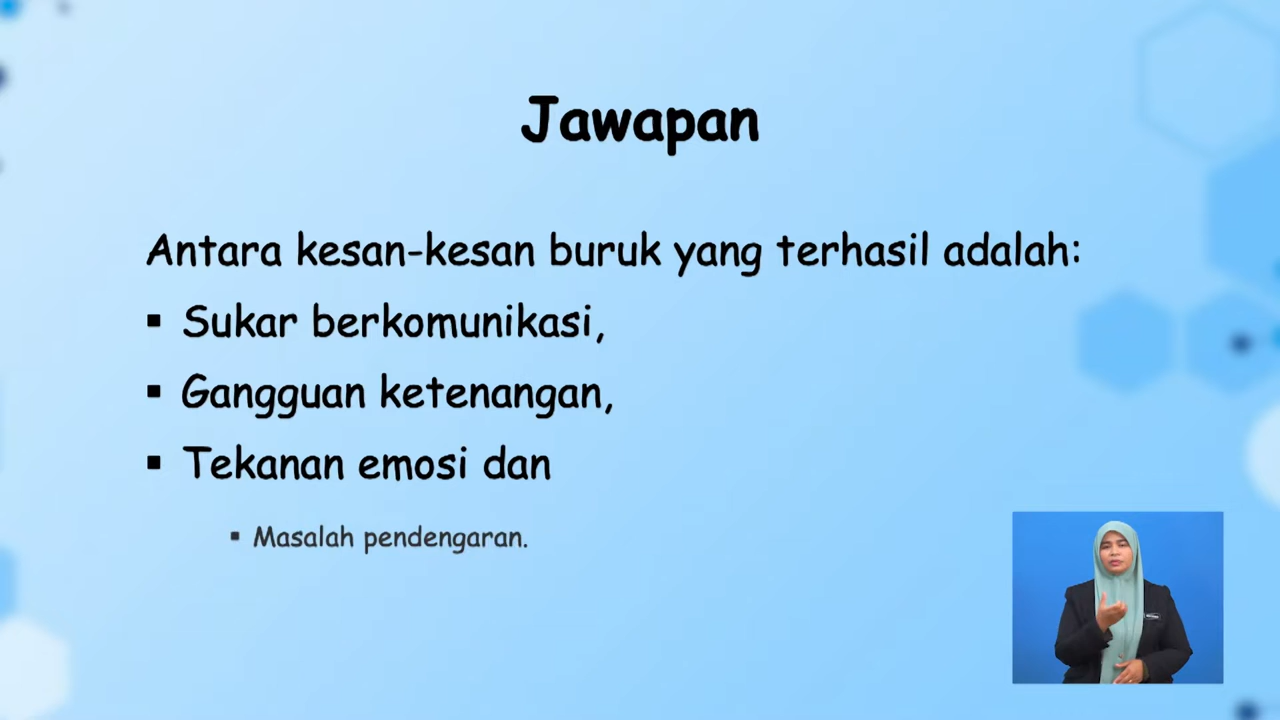 Jawapan
Antara kesan-kesan buruk yang terhasil adalah:
▪ Sukar berkomunikasi,
▪ Gangguan ketenangan,
▪ Tekanan emosi dan
▪ Masalah pendengaran.